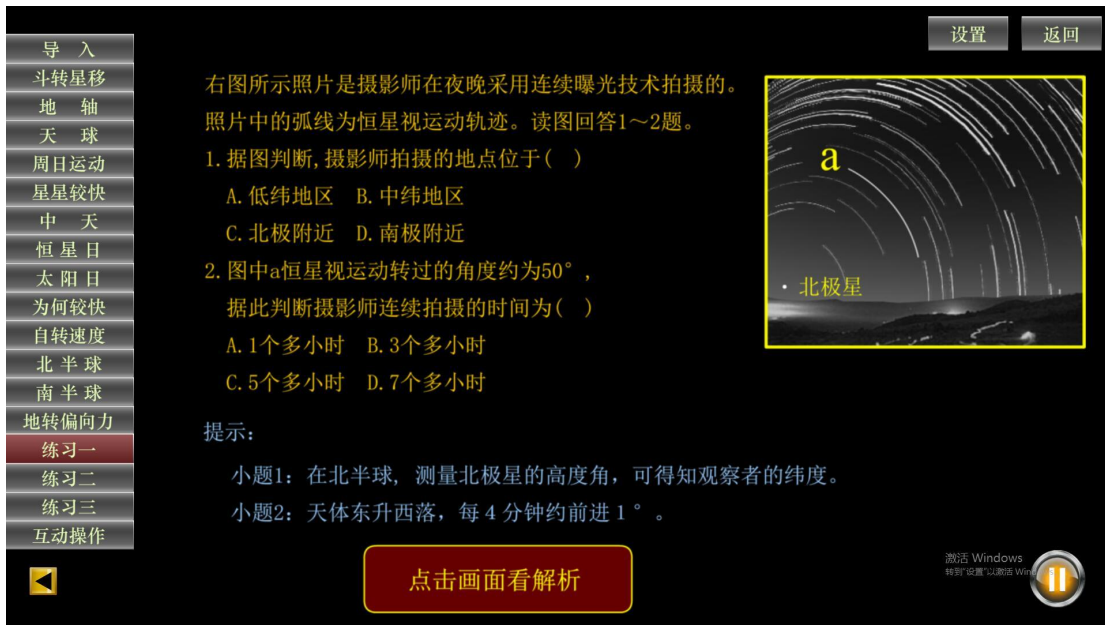 设置
返回
导 入
斗转星移
地 轴
天 球
周日运动
星星较快
中 天
恒 星 日
太 阳 日
为何较快
自转速度
北 半 球
南 半 球
地转偏向力
练习一
练习二
练习三
互动操作
右图所示照片是摄影师在夜晚采用连续曝光技术拍摄的。
照片中的弧线为恒星视运动轨迹。读图回答1～2题。
1.据图判断,摄影师拍摄的地点位于( )
A.低纬地区 B.中纬地区
C.北极附近 D.南极附近
2.图中a恒星视运动转过的角度约为50°,
据此判断摄影师连续拍摄的时间为( )
A.1个多小时 B.3个多小时
C.5个多小时 D.7个多小时
a
北极星
提示：
小题1：在北半球, 测量北极星的高度角，可得知观察者的纬度。
小题2：天体东升西落，每 4 分钟约前进 1 °。
点击画面看解析
激活 Windows
转到"设置"以激活 Win